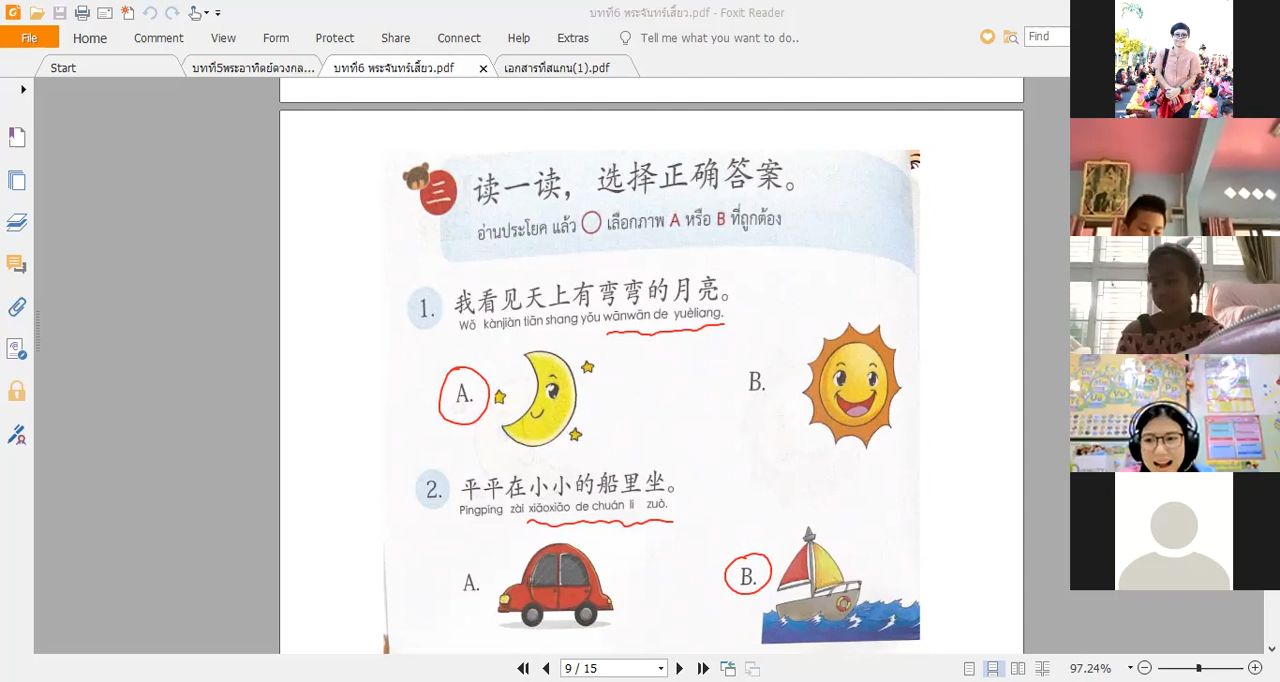 บทที่6 พระจันทร์เสี้ยว.pdf - Foxit Reader
File Home Comment View Form Protect Share Connect Help Extras Tell me what you want to do.. Find
Start บทที่5พระอาทิตย์ดวงกล... บทที่6 พระจันทร์เสี้ยว.pdf เอกสารที่สแกน(1).pdf
三 读一读，选择正确答案。
อ่านประโยค แล้ว เลือกภาพ A หรือ B ที่ถูกต้อง
1. 我看见天上有弯弯的月亮。
Wǒ kànjiàn tiān shang yǒu wānwān de yuèliang.
A. B.
2. 平平在小小的船里坐。
Píngping zài xiǎoxiǎo de chuán li zuò.
A. B.
9 / 15 97.24%